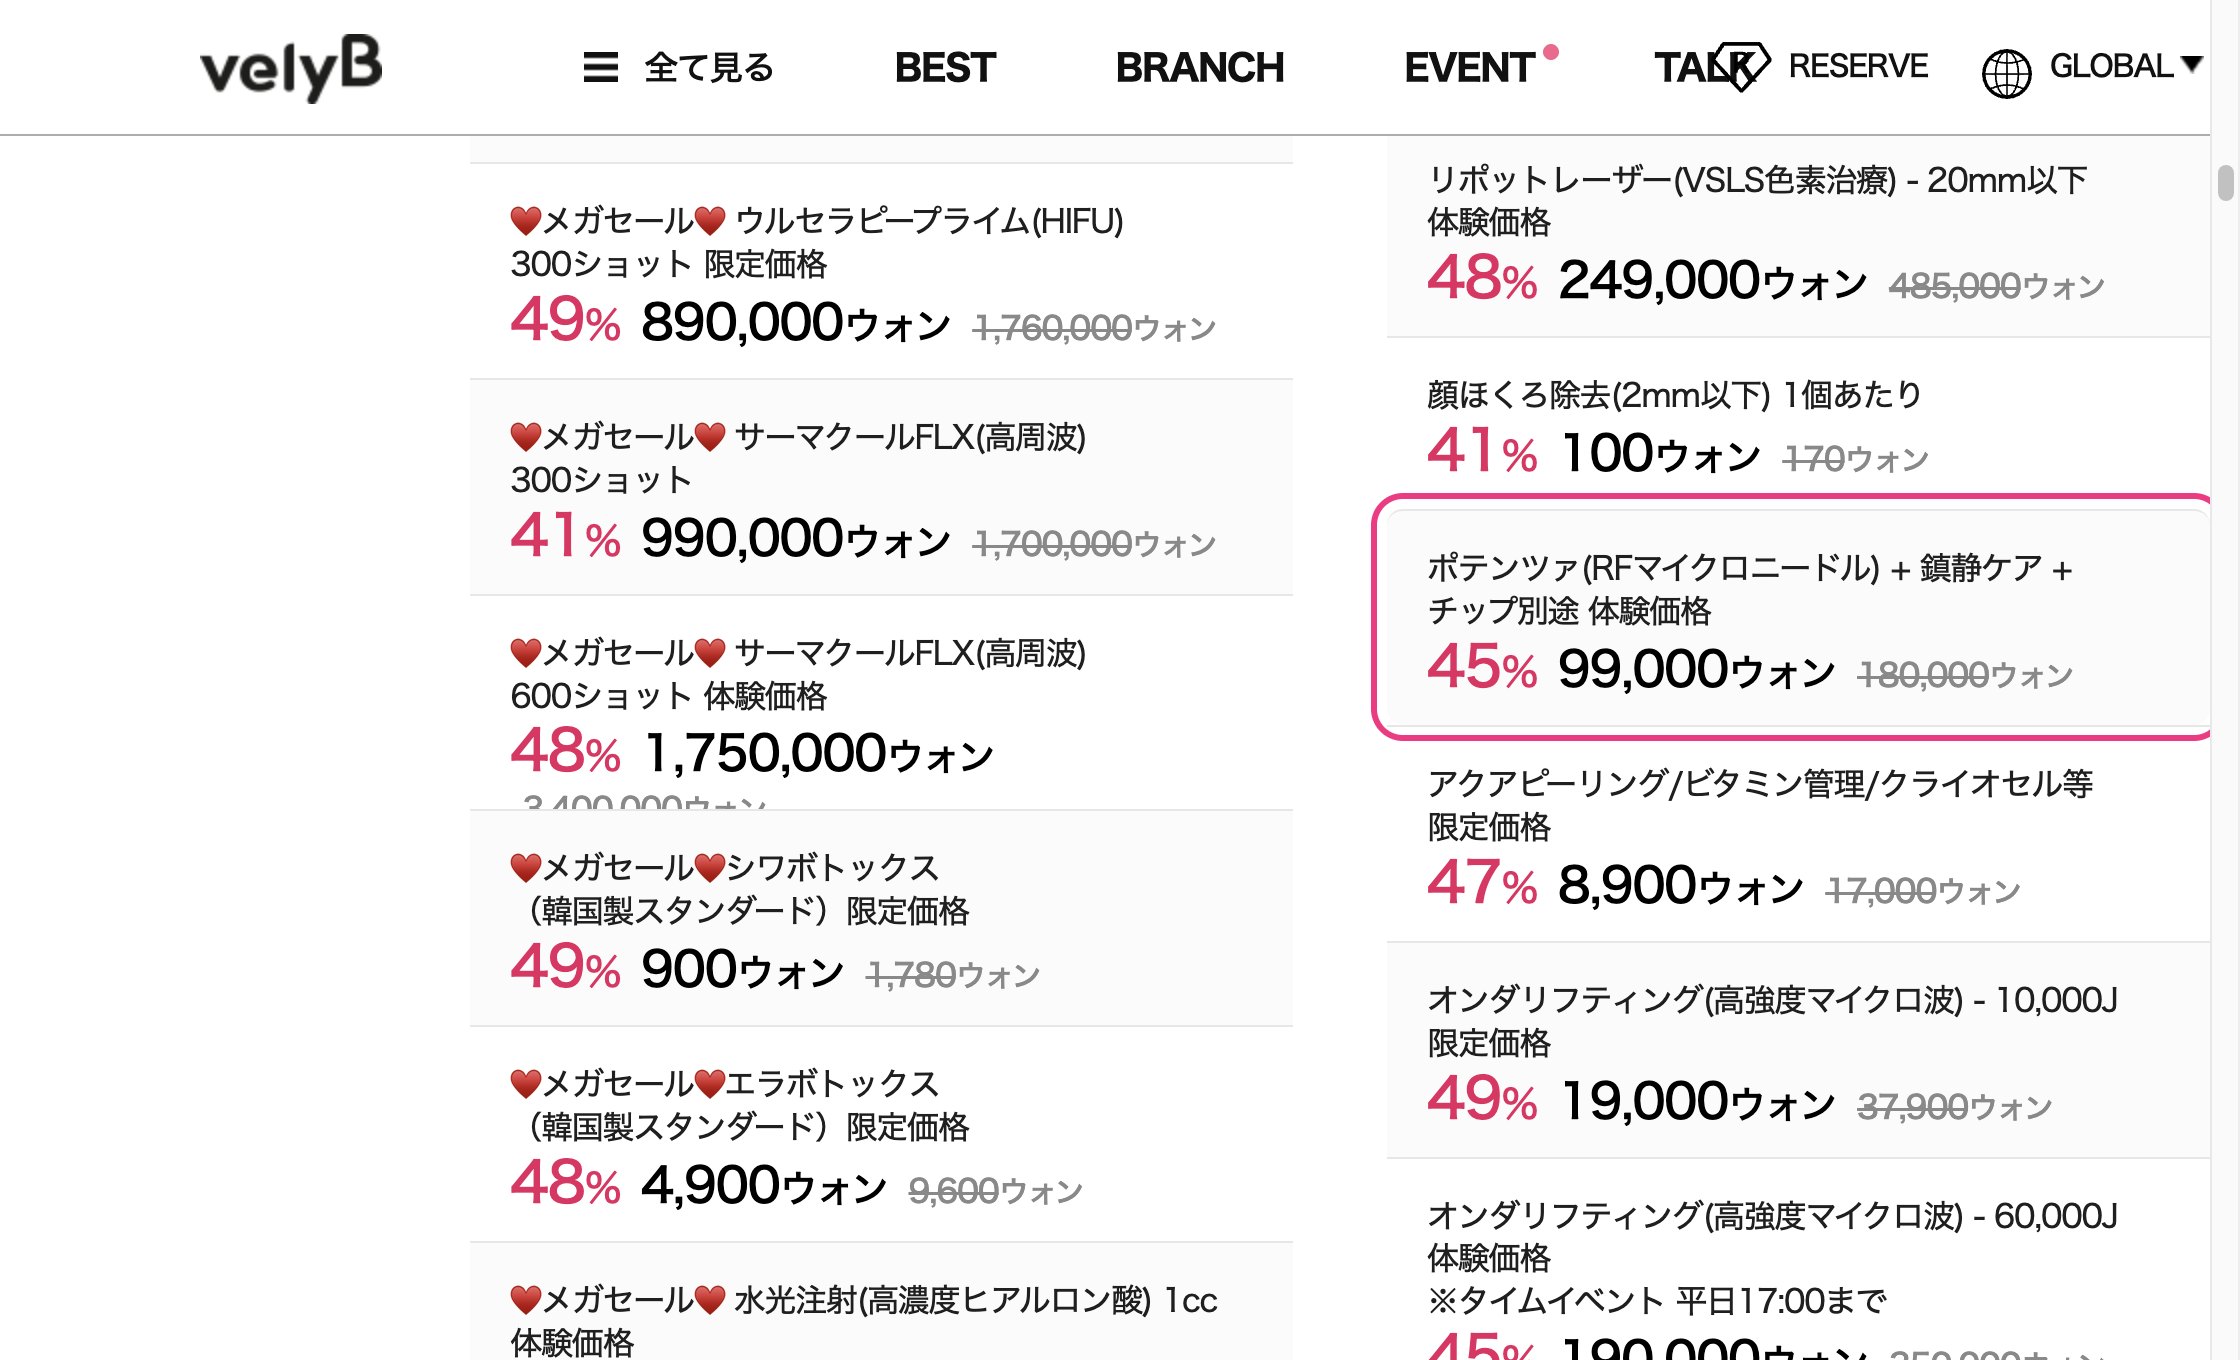 velyB
全て見る
BEST
BRANCH
EVENT
TALK
RESERVE
GLOBAL
❤メガセール❤ ウルセラピープライム(HIFU)
300ショット 限定価格
49% 890,000ウォン 1,760,000ウォン
❤メガセール❤ サーマクールFLX(高周波)
300ショット
41% 990,000ウォン 1,700,000ウォン
❤メガセール❤ サーマクールFLX(高周波)
600ショット 体験価格
48% 1,750,000ウォン
3,400,000ウォン
❤メガセール❤シワボトックス
（韓国製スタンダード）限定価格
49% 900ウォン 1,780ウォン
❤メガセール❤エラボトックス
（韓国製スタンダード）限定価格
48% 4,900ウォン 9,600ウォン
❤メガセール❤ 水光注射(高濃度ヒアルロン酸) 1cc
体験価格
リポットレーザー(VSLS色素治療) - 20mm以下
体験価格
48% 249,000ウォン 485,000ウォン
顔ほくろ除去(2mm以下) 1個あたり
41% 100ウォン 170ウォン
ポテンツァ(RFマイクロニードル) + 鎮静ケア +
チップ別途 体験価格
45% 99,000ウォン 180,000ウォン
アクアピーリング/ビタミン管理/クライオセル等
限定価格
47% 8,900ウォン 17,000ウォン
オンダリフティング(高強度マイクロ波) - 10,000J
限定価格
49% 19,000ウォン 37,900ウォン
オンダリフティング(高強度マイクロ波) - 60,000J
体験価格
※タイムイベント 平日17:00まで
45% 190,000ウォン